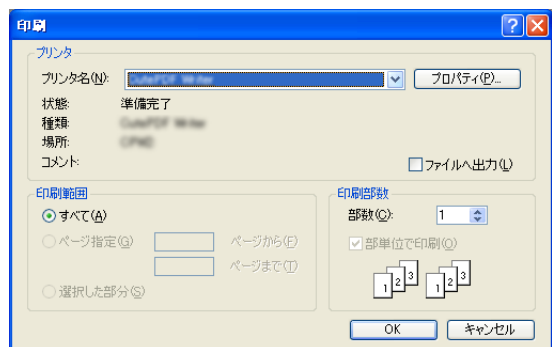 印刷
プリンタ
プリンタ名(N):
プロパティ(P)...
状態: 準備完了
種類:
場所:
コメント:
ファイルへ出力(L)
印刷範囲
すべて(A)
ページ指定(G) ページから(F)
ページまで(T)
選択した部分(S)
印刷部数
部数(C): 1
部単位で印刷(O)
1 2 3 1 2 3
OK キャンセル